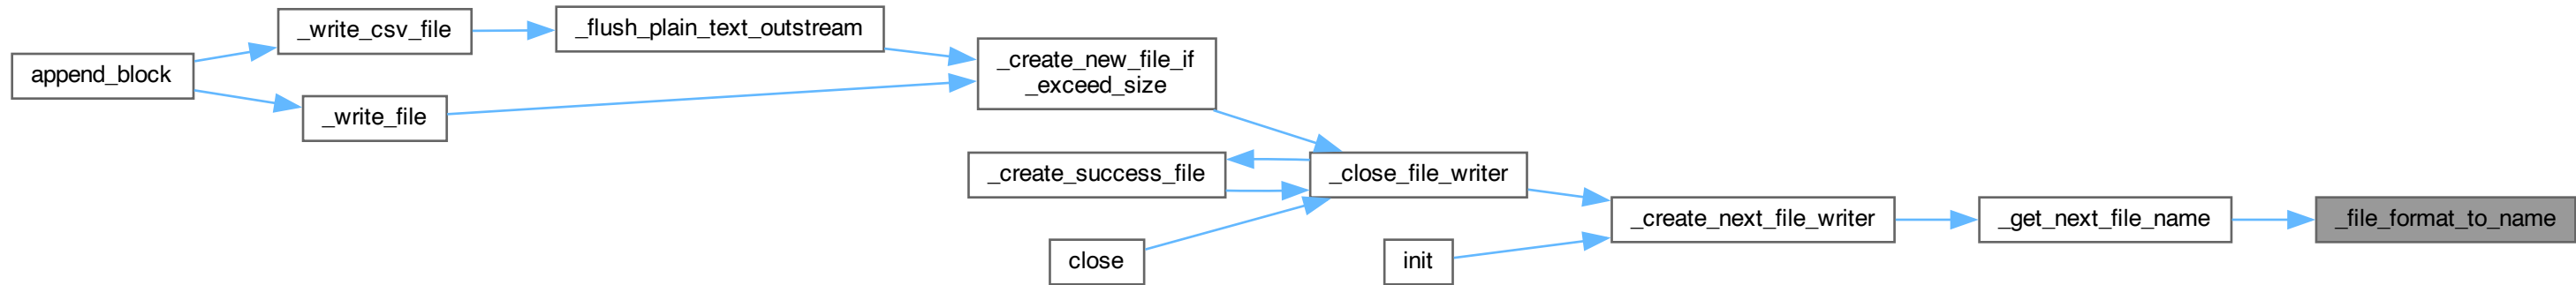 append_block
_write_csv_file
_write_file
_flush_plain_text_outstream
_create_new_file_if
_exceed_size
_create_success_file
close
_close_file_writer
init
_create_next_file_writer
_get_next_file_name
_file_format_to_name